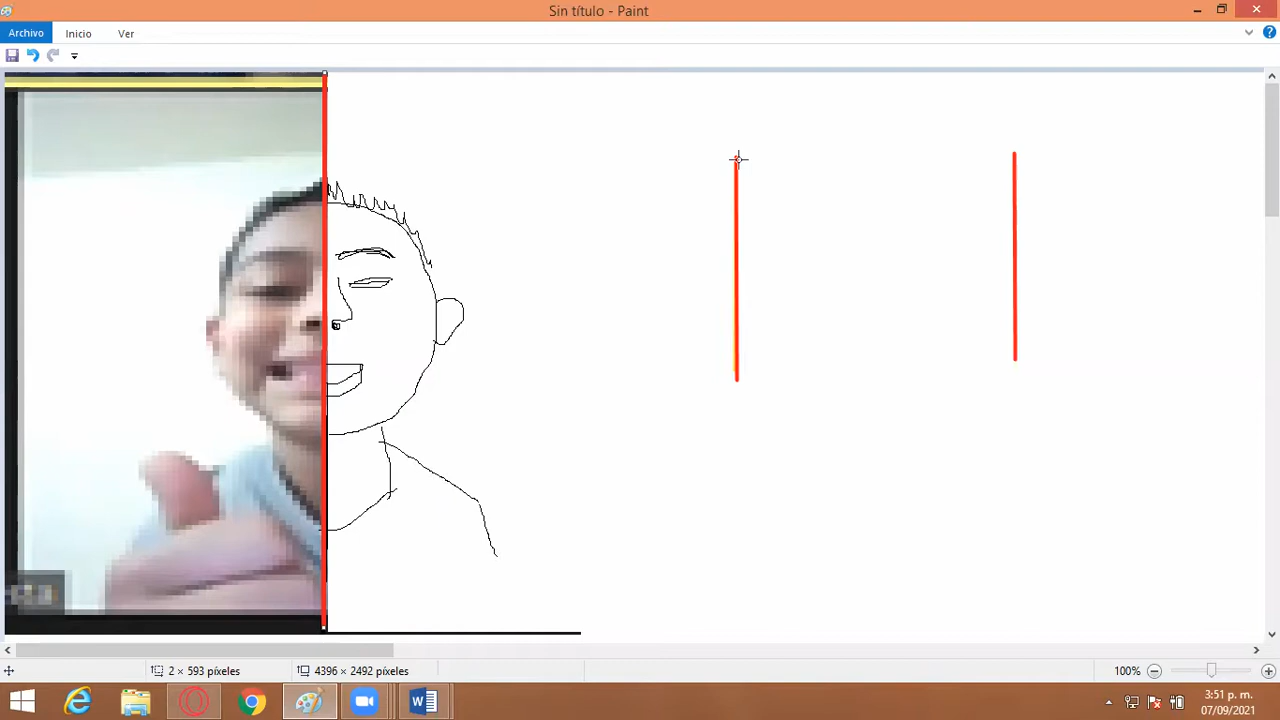 Sin título - Paint
Archivo Inicio Ver
2 × 593 píxeles 4396 × 2492 píxeles 100%
3:51 p. m.
07/09/2021